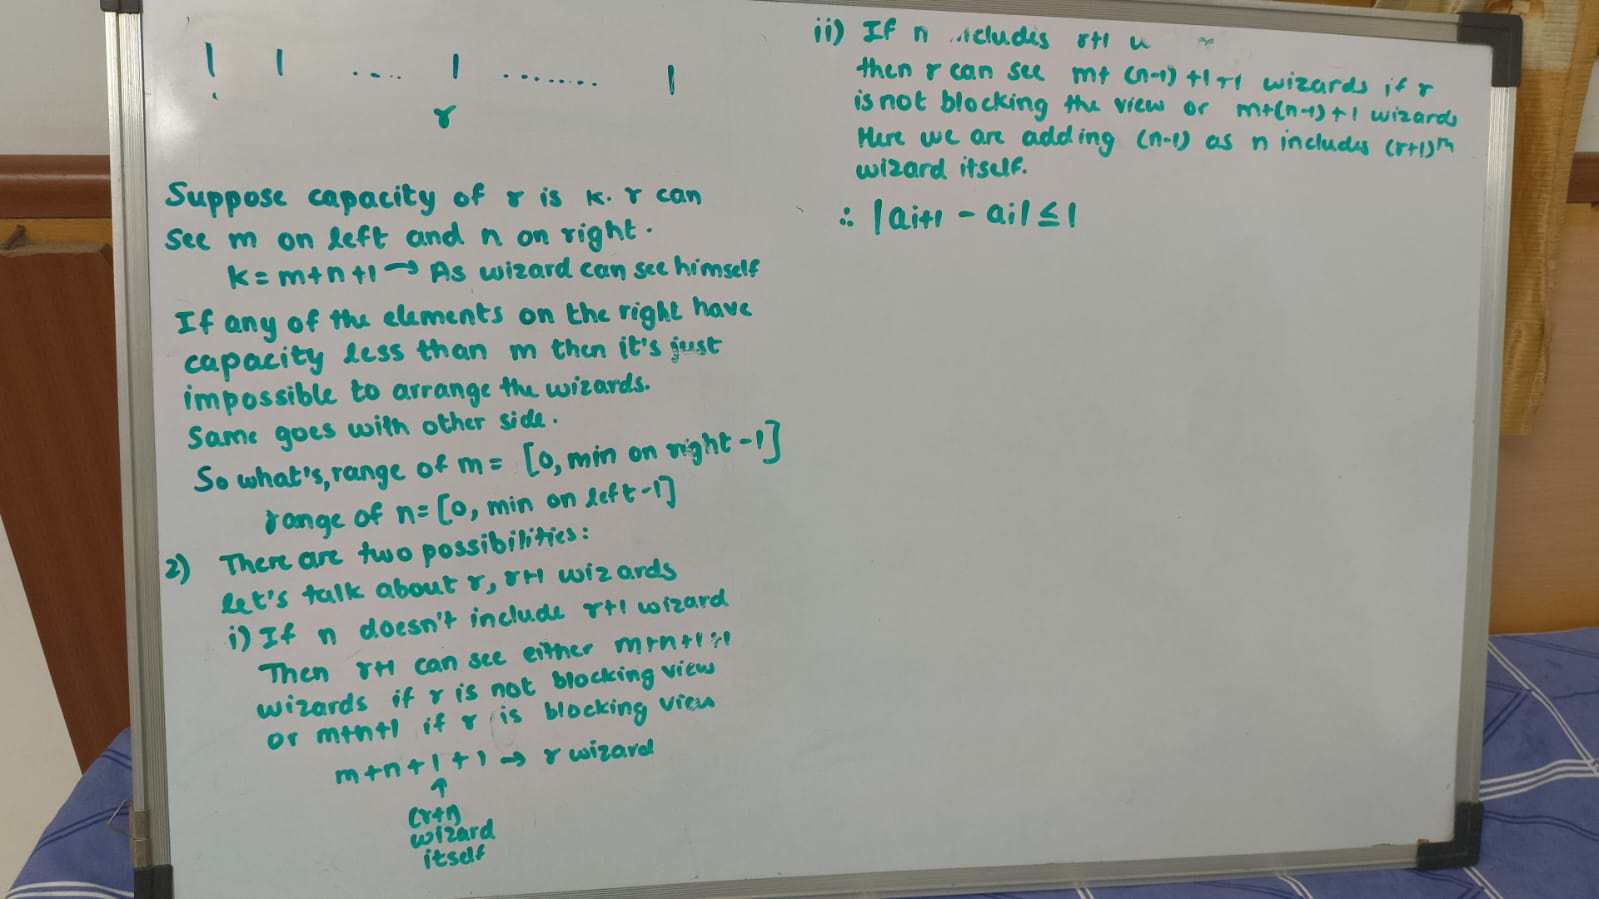 r
Suppose capacity of r is k. r can
see m on left and n on right.
k = m+n+1 → As wizard can see himself
If any of the elements on the right have
capacity less than m then it's just
impossible to arrange the wizards.
Same goes with other side.
So what's, range of m = [0, min on right -1]
range of n = [0, min on left -1]
2) There are two possibilities:
let's talk about r, r+1 wizards
i) If n doesn't include r+1 wizard
Then r+1 can see either m+n+1+1
wizards if r is not blocking view
or m+n+1 if r is blocking view
m+n+1+1 → r wizard
↑
(r+1)
wizard
itself
ii) If n includes r+1
then r can see m+ (n-1) +1+1 wizards if r
is not blocking the view or m+(n-1)+1 wizards
Here we are adding (n-1) as n includes (r+1)th
wizard itself.
∴ |ai+1 - ai| ≤ 1